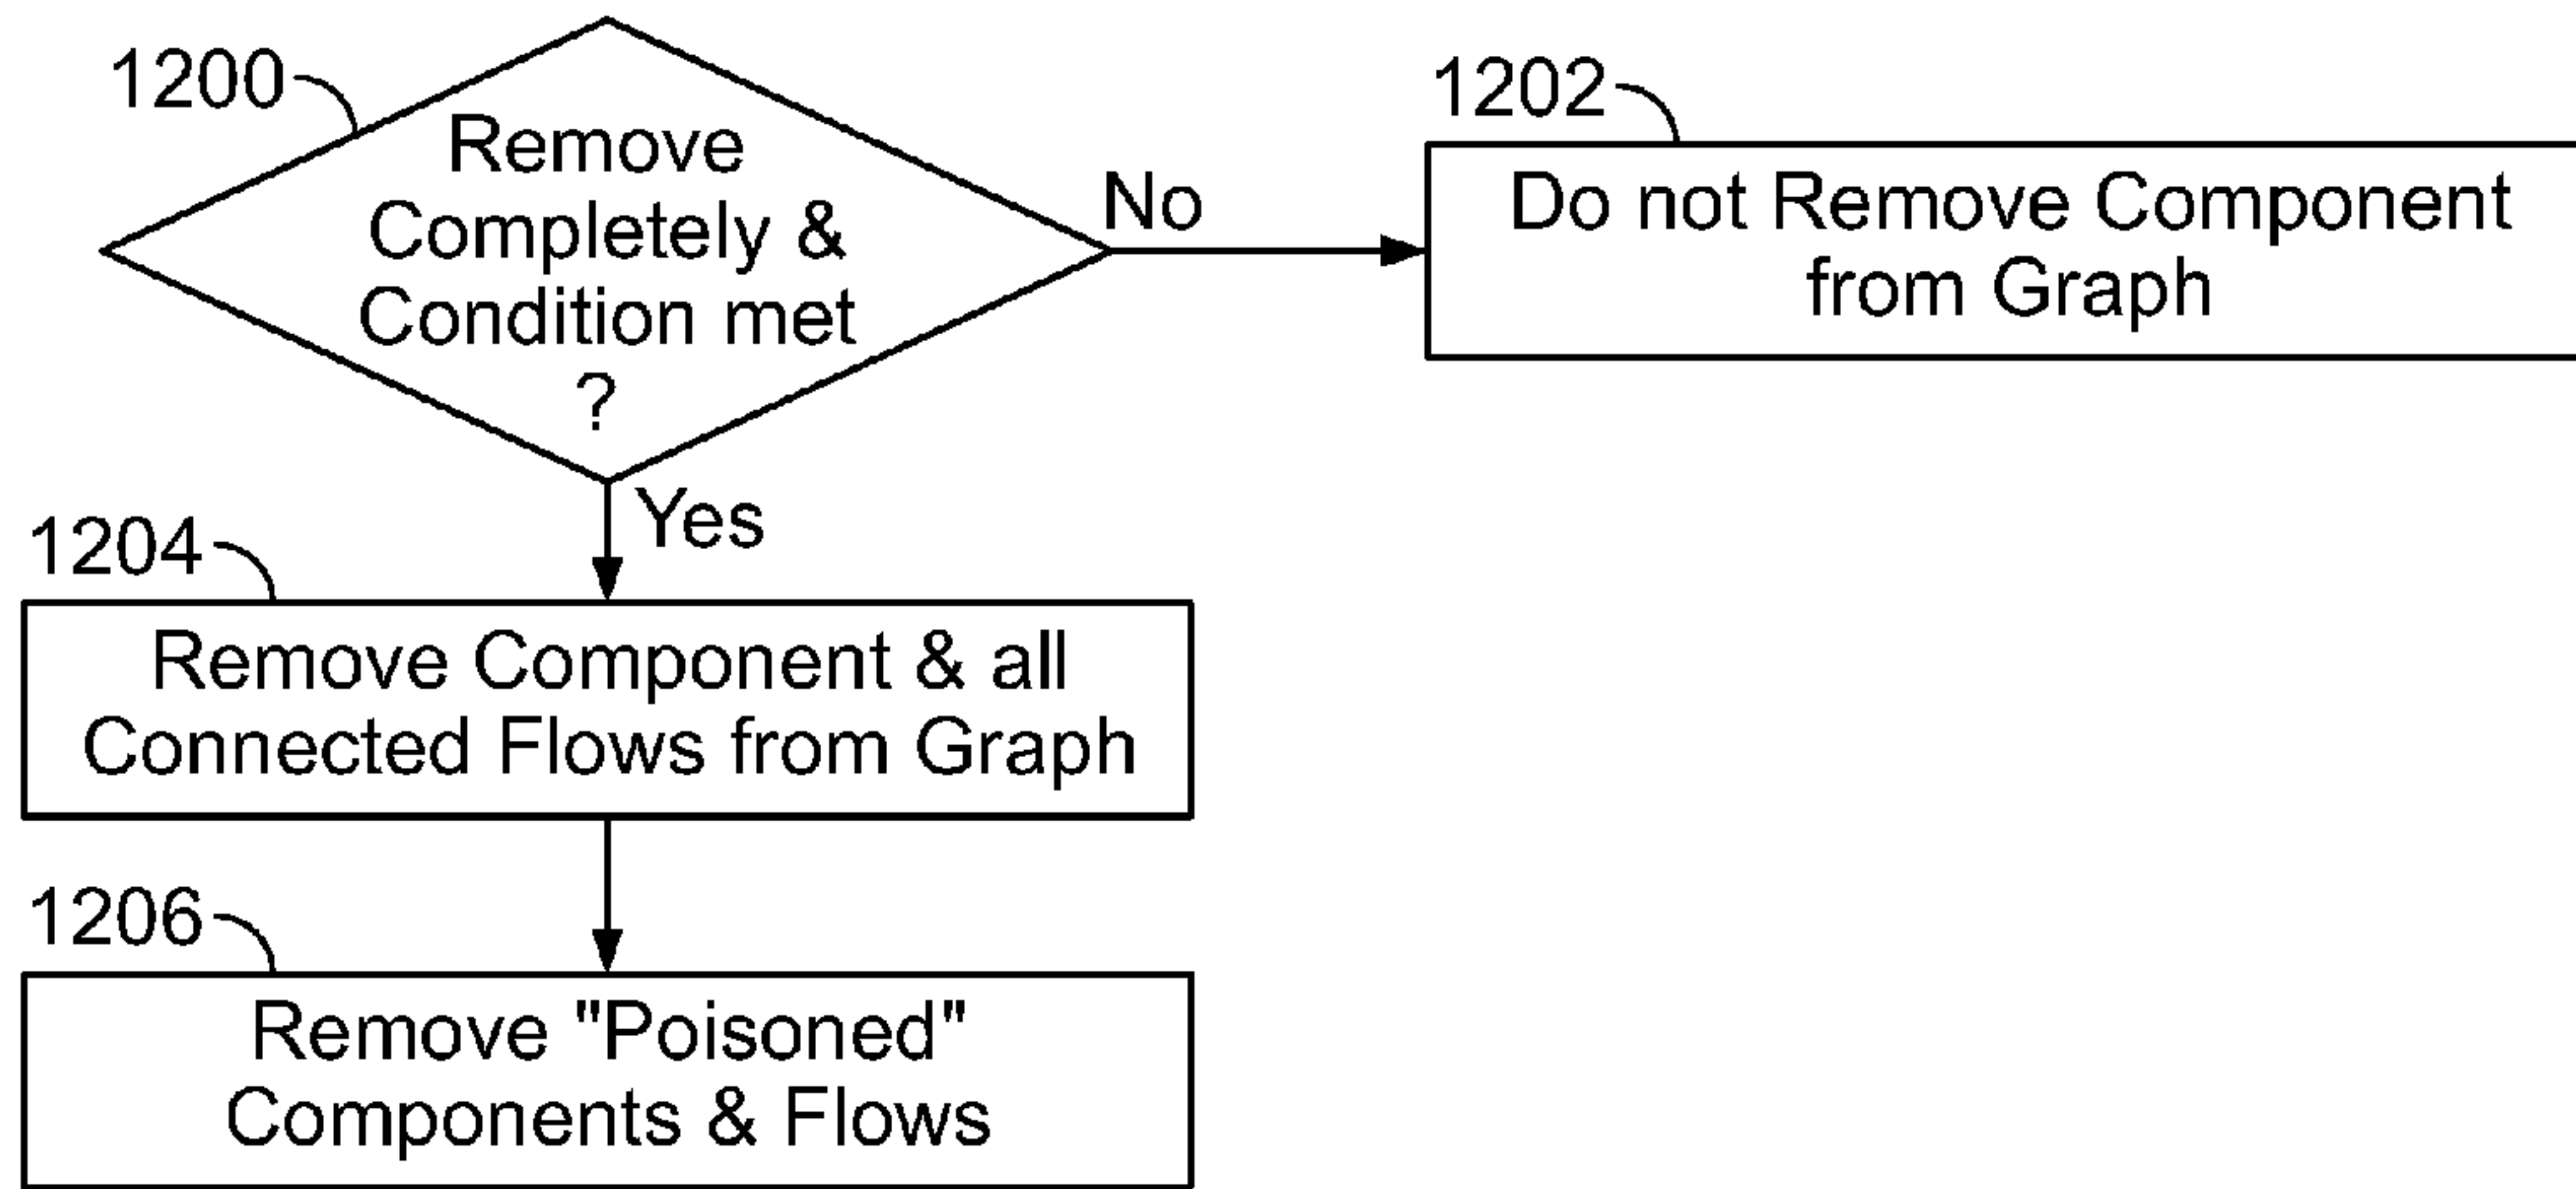 1200
Remove
Completely &
Condition met
?
No
1202
Do not Remove Component
from Graph
Yes
1204
Remove Component & all
Connected Flows from Graph
1206
Remove "Poisoned"
Components & Flows